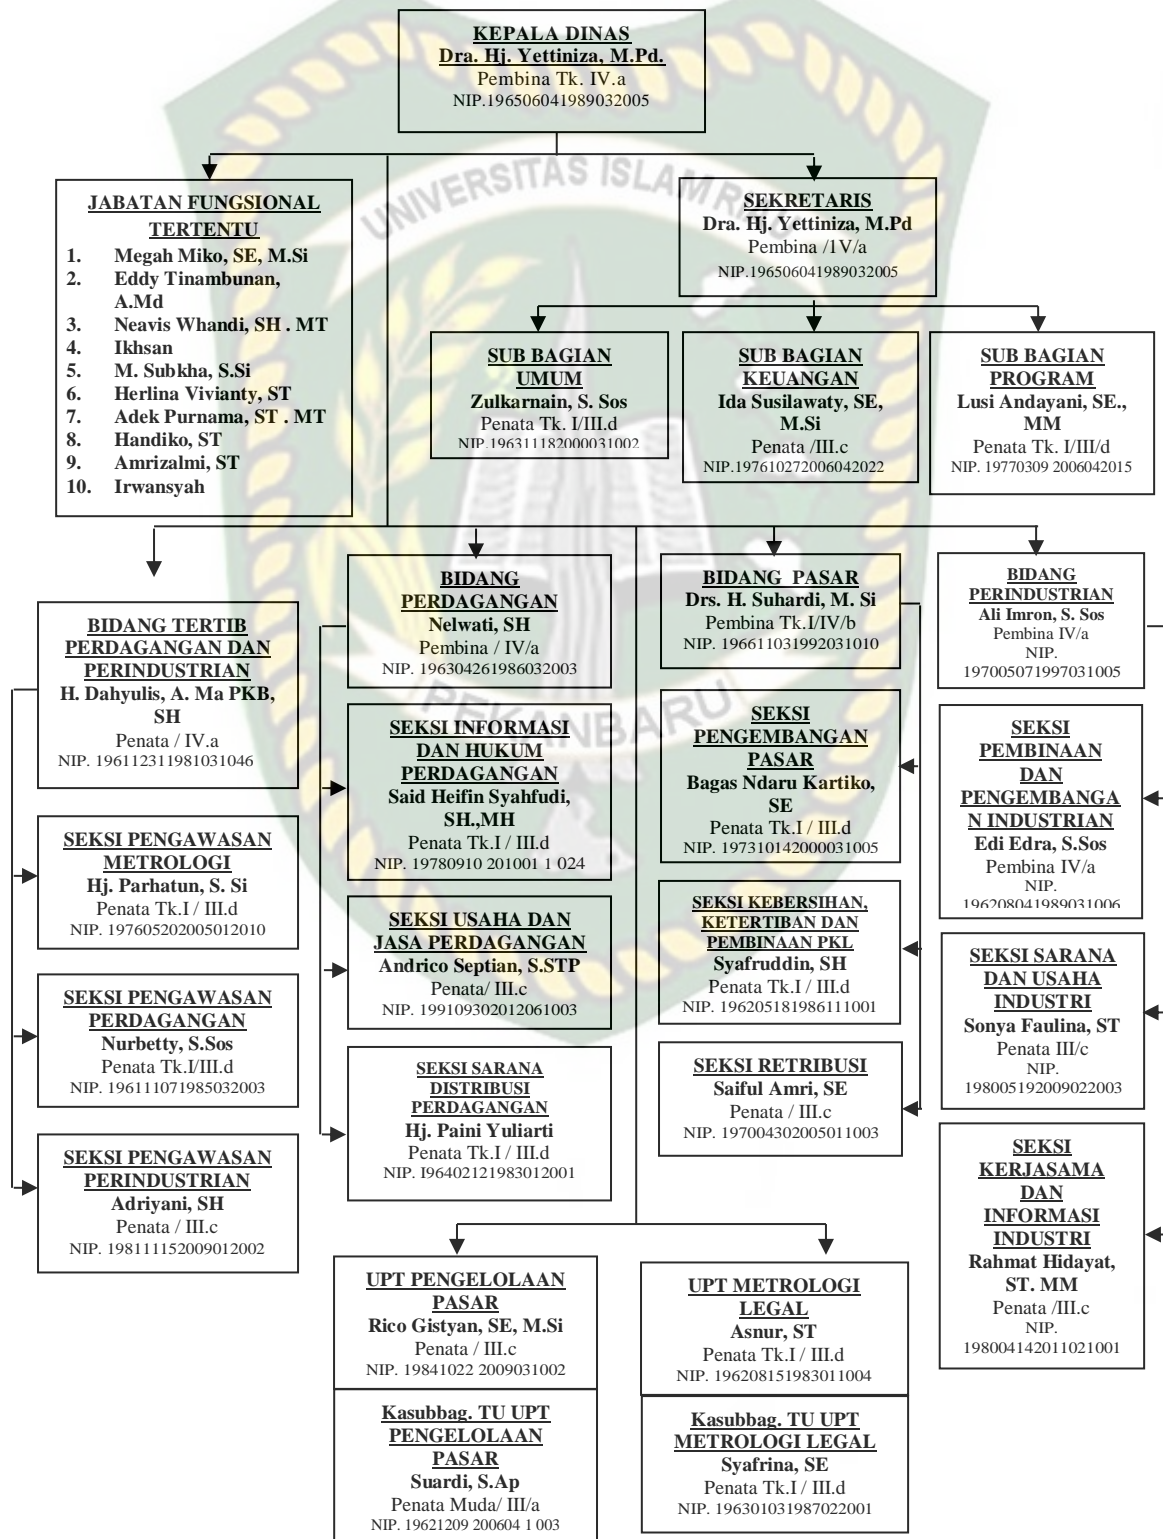 KEPALA DINAS
Dra. Hj. Yettiniza, M.Pd.
Pembina Tk. IV.a
NIP.196506041989032005
UNIVERSITAS ISLAM RIAU
JABATAN FUNGSIONAL
TERTENTU
1. Megah Miko, SE, M.Si
2. Eddy Tinambunan,
A.Md
3. Neavis Whandi, SH . MT
4. Ikhsan
5. M. Subkha, S.Si
6. Herlina Vivianty, ST
7. Adek Purnama, ST . MT
8. Handiko, ST
9. Amrizalmi, ST
10. Irwansyah
SEKRETARIS
Dra. Hj. Yettiniza, M.Pd
Pembina /1V/a
NIP.196506041989032005
SUB BAGIAN
UMUM
Zulkarnain, S. Sos
Penata Tk. I/III.d
NIP.196311182000031002
SUB BAGIAN
KEUANGAN
Ida Susilawaty, SE,
M.Si
Penata /III.c
NIP.197610272006042022
SUB BAGIAN
PROGRAM
Lusi Andayani, SE.,
MM
Penata Tk. I/III/d
NIP. 19770309 2006042015
BIDANG TERTIB
PERDAGANGAN DAN
PERINDUSTRIAN
H. Dahyulis, A. Ma PKB,
SH
Penata / IV.a
NIP. 196112311981031046
SEKSI PENGAWASAN
METROLOGI
Hj. Parhatun, S. Si
Penata Tk.I / III.d
NIP. 197605202005012010
SEKSI PENGAWASAN
PERDAGANGAN
Nurbetty, S.Sos
Penata Tk.I/III.d
NIP. 196111071985032003
SEKSI PENGAWASAN
PERINDUSTRIAN
Adriyani, SH
Penata / III.c
NIP. 198111152009012002
BIDANG
PERDAGANGAN
Nelwati, SH
Pembina / IV/a
NIP. 196304261986032003
SEKSI INFORMASI
DAN HUKUM
PERDAGANGAN
Said Heifin Syahfudi,
SH.,MH
Penata Tk.I / III.d
NIP. 19780910 201001 1 024
SEKSI USAHA DAN
JASA PERDAGANGAN
Andrico Septian, S.STP
Penata/ III.c
NIP. 199109302012061003
SEKSI SARANA
DISTRIBUSI
PERDAGANGAN
Hj. Paini Yuliarti
Penata Tk.I / III.d
NIP. I96402121983012001
BIDANG PASAR
Drs. H. Suhardi, M. Si
Pembina Tk.I/IV/b
NIP. 196611031992031010
PEKANBARU
SEKSI
PENGEMBANGAN
PASAR
Bagas Ndaru Kartiko,
SE
Penata Tk.I / III.d
NIP. 197310142000031005
SEKSI KEBERSIHAN,
KETERTIBAN DAN
PEMBINAAN PKL
Syafruddin, SH
Penata Tk.I / III.d
NIP. 196205181986111001
SEKSI RETRIBUSI
Saiful Amri, SE
Penata / III.c
NIP. 197004302005011003
BIDANG
PERINDUSTRIAN
Ali Imron, S. Sos
Pembina IV/a
NIP.
197005071997031005
SEKSI
PEMBINAAN
DAN
PENGEMBANGA
N INDUSTRIAN
Edi Edra, S.Sos
Pembina IV/a
NIP.
196208041989031006
SEKSI SARANA
DAN USAHA
INDUSTRI
Sonya Faulina, ST
Penata III/c
NIP.
198005192009022003
SEKSI
KERJASAMA
DAN
INFORMASI
INDUSTRI
Rahmat Hidayat,
ST. MM
Penata /III.c
NIP.
198004142011021001
UPT PENGELOLAAN
PASAR
Rico Gistyan, SE, M.Si
Penata / III.c
NIP. 19841022 2009031002
Kasubbag. TU UPT
PENGELOLAAN
PASAR
Suardi, S.Ap
Penata Muda/ III/a
NIP. 19621209 200604 1 003
UPT METROLOGI
LEGAL
Asnur, ST
Penata Tk.I / III.d
NIP. 196208151983011004
Kasubbag. TU UPT
METROLOGI LEGAL
Syafrina, SE
Penata Tk.I / III.d
NIP. 196301031987022001